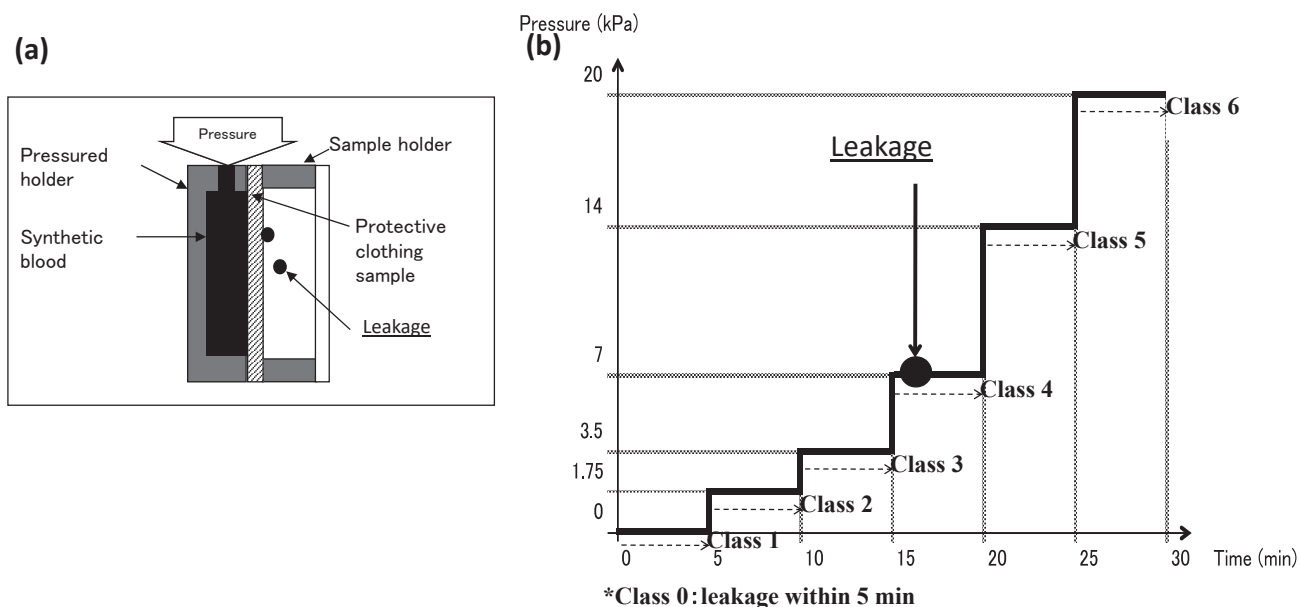 (a)
Pressure
Pressured
holder
Sample holder
Synthetic
blood
Protective
clothing
sample
Leakage
Pressure (kPa)
(b)
20
14
7
3.5
1.75
0
Leakage
Class 6
Class 5
Class 4
Class 3
Class 2
Class 1
0
5
10
15
20
25
30
Time (min)
*Class 0:leakage within 5 min